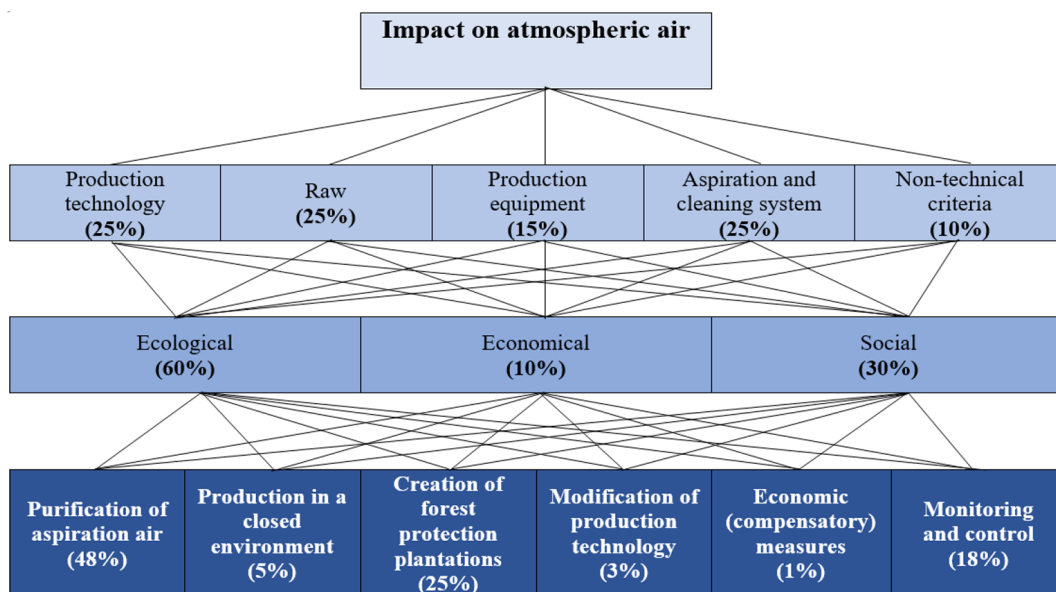 Impact on atmospheric air
Production
technology
(25%)
Raw
(25%)
Production
equipment
(15%)
Aspiration and
cleaning system
(25%)
Non-technical
criteria
(10%)
Ecological
(60%)
Economical
(10%)
Social
(30%)
Purification of
aspiration air
(48%)
Production in a
closed
environment
(5%)
Creation of
forest
protection
plantations
(25%)
Modification of
production
technology
(3%)
Economic
(compensatory)
measures
(1%)
Monitoring
and control
(18%)